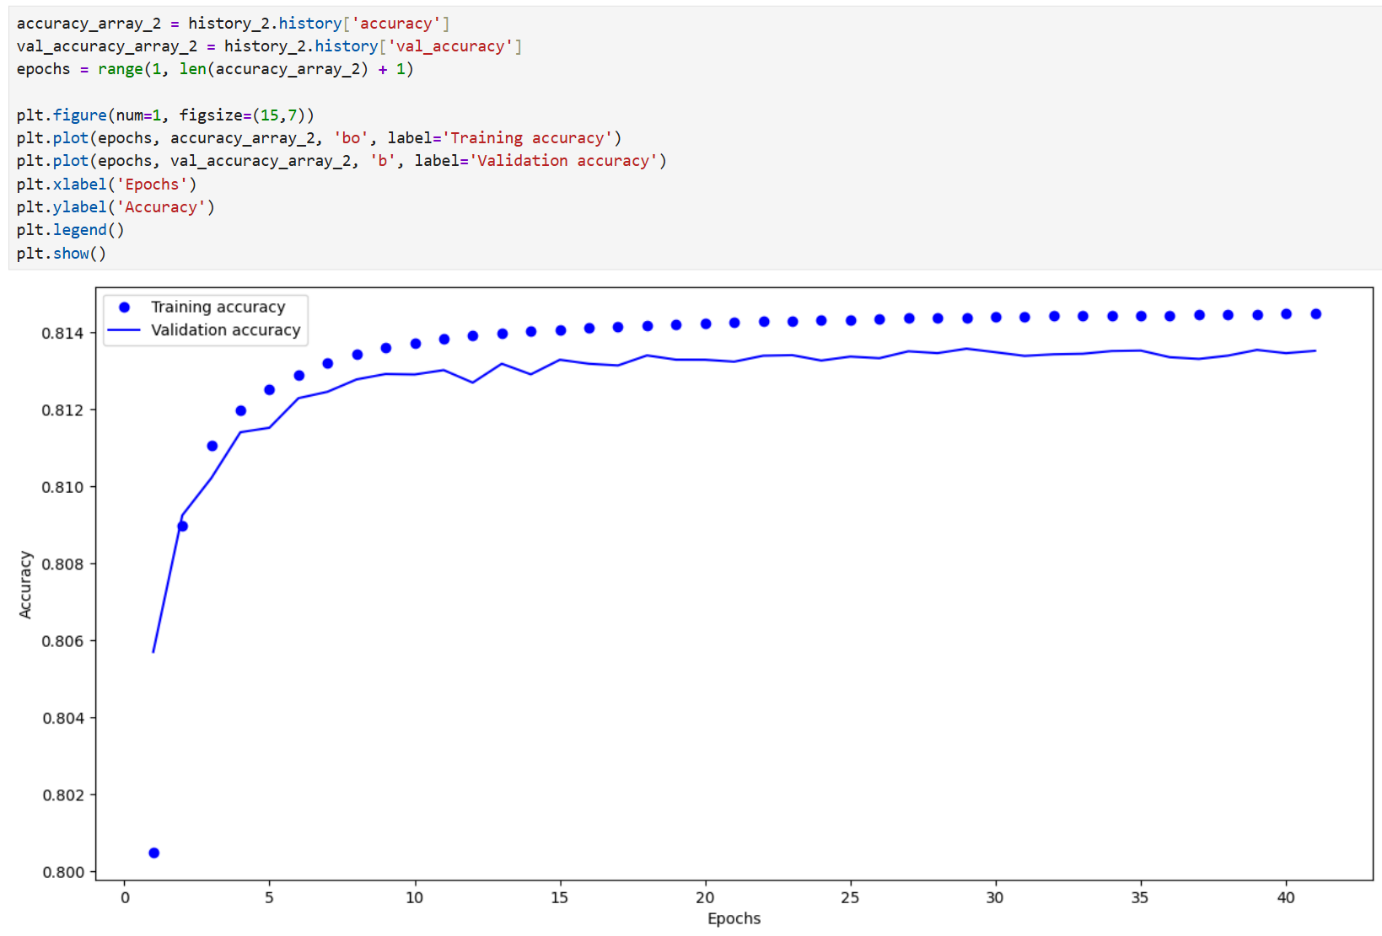 accuracy_array_2 = history_2.history['accuracy']
val_accuracy_array_2 = history_2.history['val_accuracy']
epochs = range(1, len(accuracy_array_2) + 1)
plt.figure(num=1, figsize=(15,7))
plt.plot(epochs, accuracy_array_2, 'bo', label='Training accuracy')
plt.plot(epochs, val_accuracy_array_2, 'b', label='Validation accuracy')
plt.xlabel('Epochs')
plt.ylabel('Accuracy')
plt.legend()
plt.show()
Training accuracy
Validation accuracy
0.814
0.812
0.810
0.808
0.806
0.804
0.802
0.800
Accuracy
0 5 10 15 20 25 30 35 40
Epochs